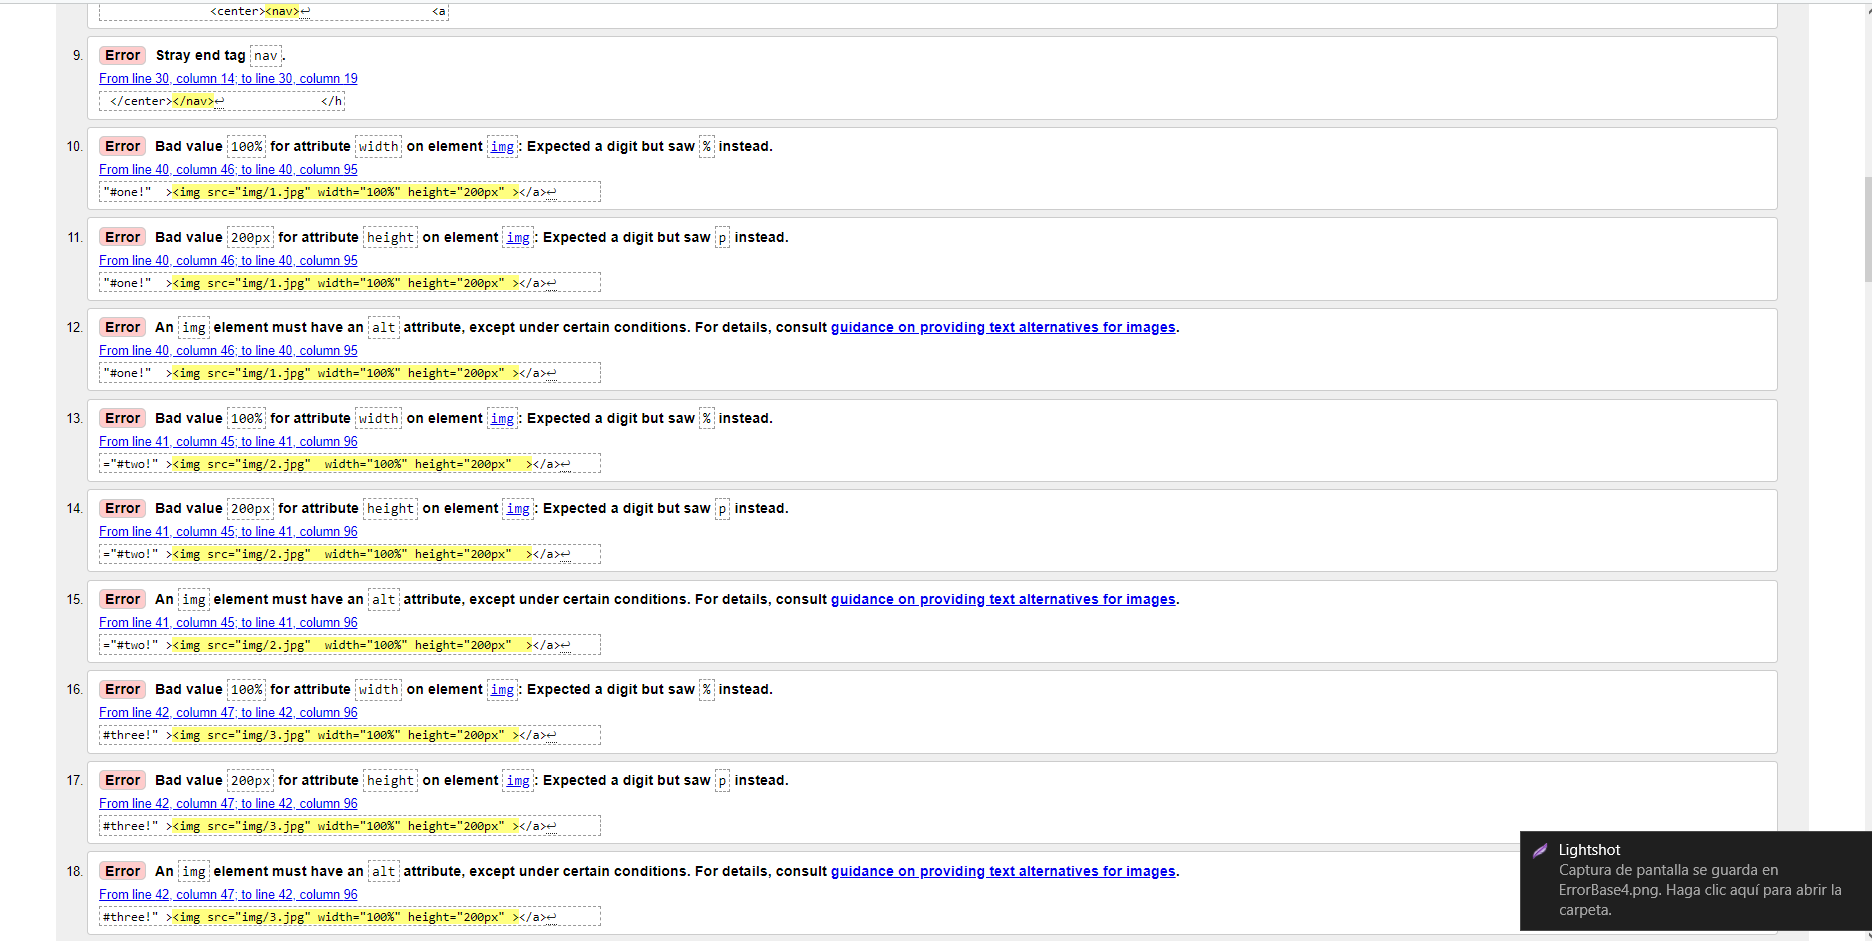 <center><nav>↩ <a
9. Error Stray end tag nav.
From line 30, column 14; to line 30, column 19
</center></nav>↩ </h
10. Error Bad value 100% for attribute width on element img: Expected a digit but saw % instead.
From line 40, column 46; to line 40, column 95
"#one!"  ><img src="img/1.jpg" width="100%" height="200px" ></a>↩
11. Error Bad value 200px for attribute height on element img: Expected a digit but saw p instead.
From line 40, column 46; to line 40, column 95
"#one!"  ><img src="img/1.jpg" width="100%" height="200px" ></a>↩
12. Error An img element must have an alt attribute, except under certain conditions. For details, consult guidance on providing text alternatives for images.
From line 40, column 46; to line 40, column 95
"#one!"  ><img src="img/1.jpg" width="100%" height="200px" ></a>↩
13. Error Bad value 100% for attribute width on element img: Expected a digit but saw % instead.
From line 41, column 45; to line 41, column 96
="#two!" ><img src="img/2.jpg"  width="100%" height="200px"  ></a>↩
14. Error Bad value 200px for attribute height on element img: Expected a digit but saw p instead.
From line 41, column 45; to line 41, column 96
="#two!" ><img src="img/2.jpg"  width="100%" height="200px"  ></a>↩
15. Error An img element must have an alt attribute, except under certain conditions. For details, consult guidance on providing text alternatives for images.
From line 41, column 45; to line 41, column 96
="#two!" ><img src="img/2.jpg"  width="100%" height="200px"  ></a>↩
16. Error Bad value 100% for attribute width on element img: Expected a digit but saw % instead.
From line 42, column 47; to line 42, column 96
#three!" ><img src="img/3.jpg" width="100%" height="200px" ></a>↩
17. Error Bad value 200px for attribute height on element img: Expected a digit but saw p instead.
From line 42, column 47; to line 42, column 96
#three!" ><img src="img/3.jpg" width="100%" height="200px" ></a>↩
18. Error An img element must have an alt attribute, except under certain conditions. For details, consult guidance on providing text alternatives for images.
From line 42, column 47; to line 42, column 96
#three!" ><img src="img/3.jpg" width="100%" height="200px" ></a>↩
Lightshot
Captura de pantalla se guarda en
ErrorBase4.png. Haga clic aquí para abrir la
carpeta.